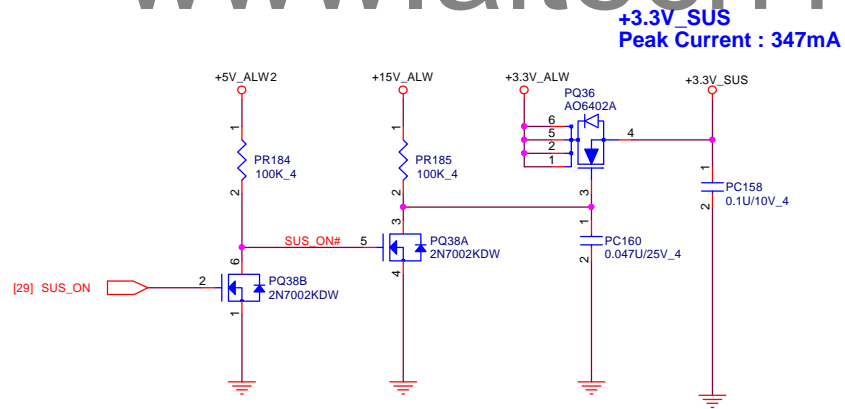 +3.3V_SUS
Peak Current : 347mA
+5V_ALW2
+15V_ALW
+3.3V_ALW
+3.3V_SUS
PQ36
AO6402A
6
5
2
1
4
3
1
PR184
100K_4
2
1
PR185
100K_4
2
1
PC158
0.1U/10V_4
2
1
PC160
0.047U/25V_4
2
SUS_ON#
5
3
PQ38A
2N7002KDW
4
[29] SUS_ON
2
6
PQ38B
2N7002KDW
1